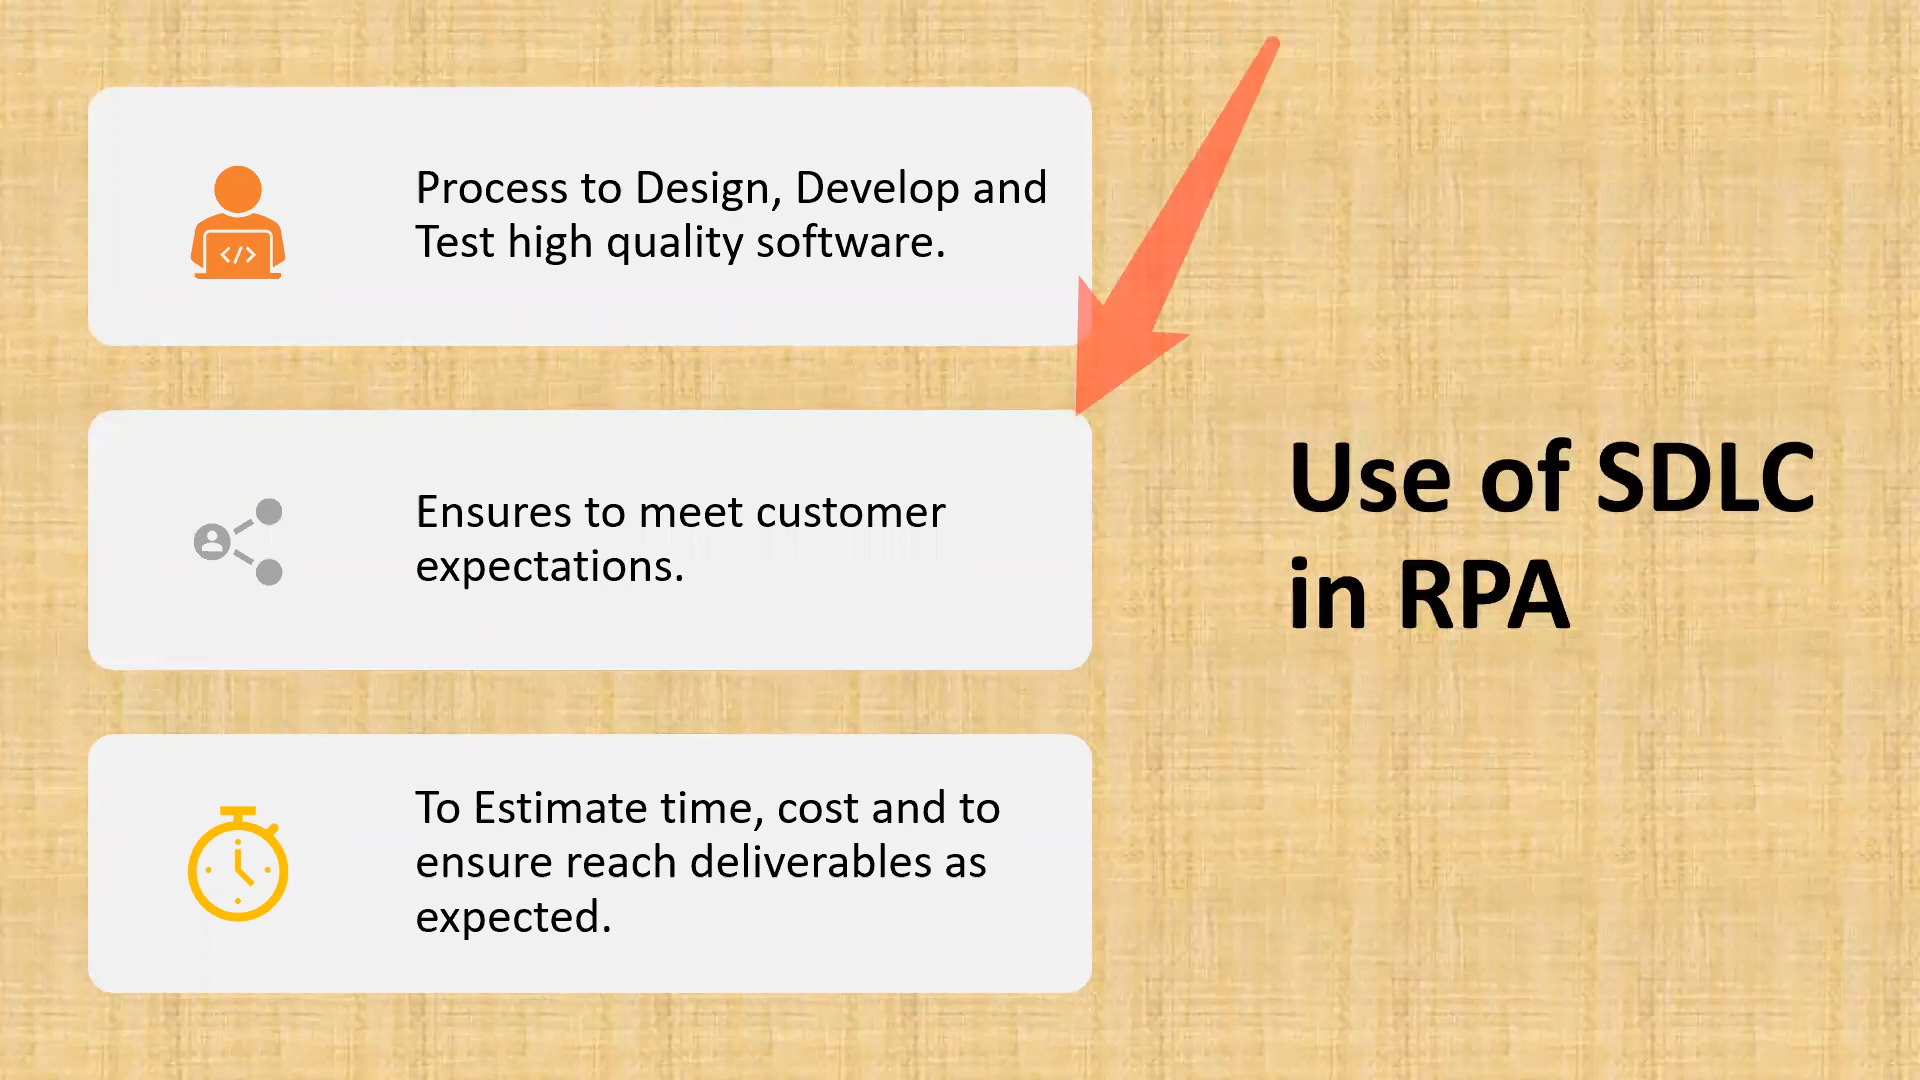 Process to Design, Develop and
Test high quality software.
Ensures to meet customer
expectations.
To Estimate time, cost and to
ensure reach deliverables as
expected.
Use of SDLC
in RPA